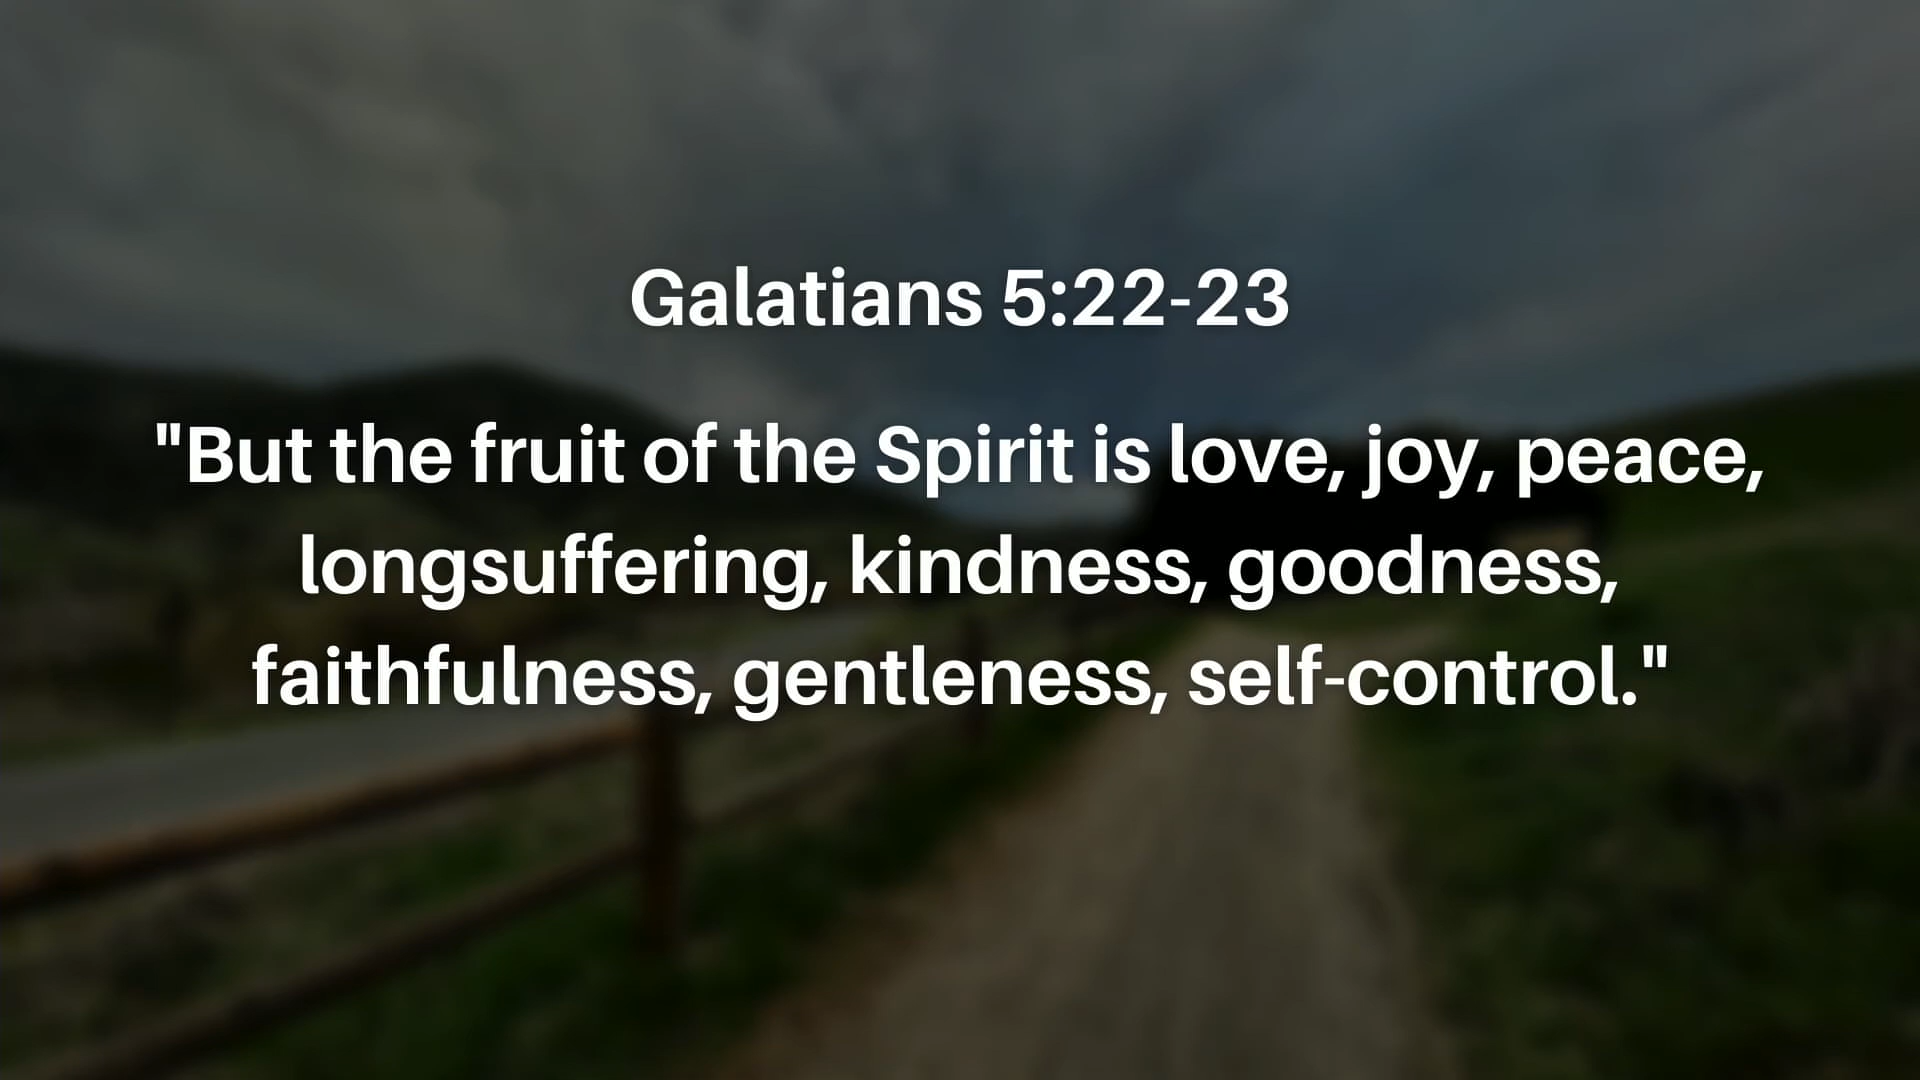 Galatians 5:22-23
"But the fruit of the Spirit is love, joy, peace,
longsuffering, kindness, goodness,
faithfulness, gentleness, self-control."